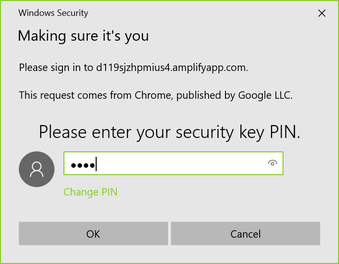 Windows Security
Making sure it's you
Please sign in to d119sjzhpmius4.amplifyapp.com.
This request comes from Chrome, published by Google LLC.
Please enter your security key PIN.
••••
Change PIN
OK
Cancel